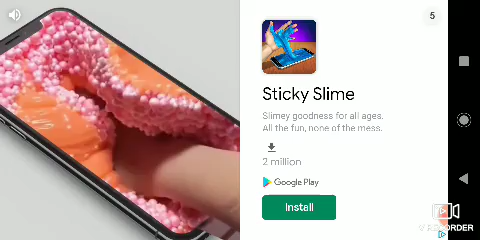 5
Sticky Slime
Slimey goodness for all ages.
All the fun, none of the mess.
2 million
Google Play
Install
V RECORDER